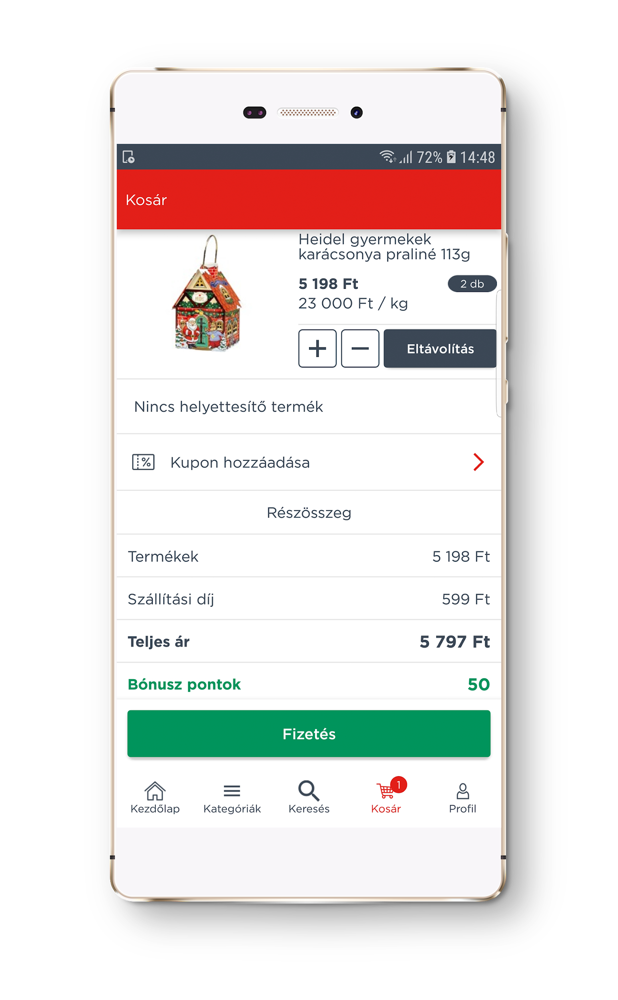 72% 14:48
Kosár
Heidel gyermekek
karácsonya praliné 113g
5 198 Ft
2 db
23 000 Ft / kg
+ − Eltávolítás
Nincs helyettesítő termék
% Kupon hozzáadása
Részösszeg
Termékek 5 198 Ft
Szállítási díj 599 Ft
Teljes ár 5 797 Ft
Bónusz pontok 50
Fizetés
1
Kezdőlap Kategóriák Keresés Kosár Profil